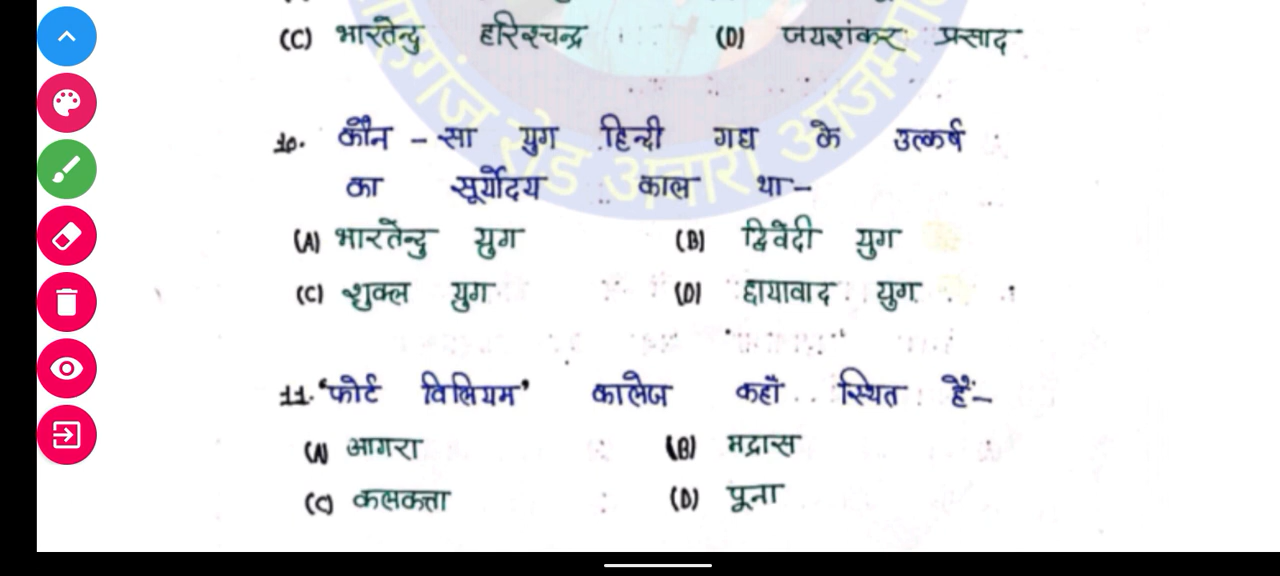 (C) भारतेन्दु हरिश्चन्द्र (D) जयशंकर प्रसाद
10. कौन - सा युग हिन्दी गद्य के उत्कर्ष
का सूर्योदय काल था -
(A) भारतेन्दु युग (B) द्विवेदी युग
(C) शुक्ल युग (D) छायावाद युग
11. 'फोर्ट विलियम' कालेज कहाँ स्थित हैं -
(A) आगरा (B) मद्रास
(C) कलकत्ता (D) पूना